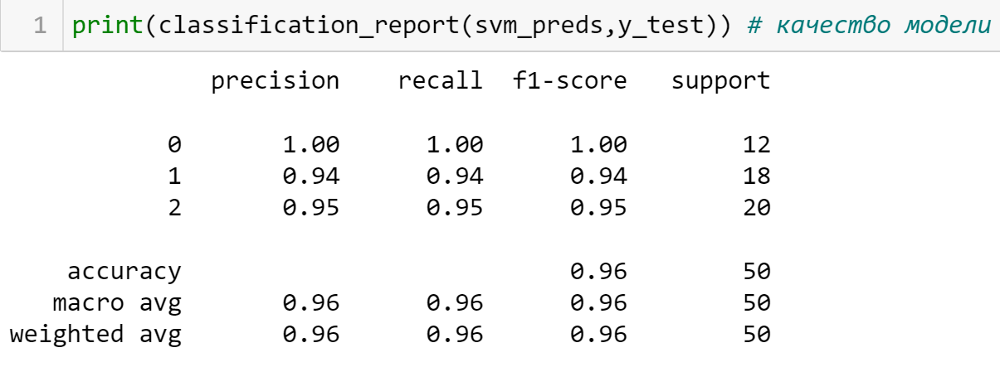 1 print(classification_report(svm_preds,y_test)) # качество модели
precision recall f1-score support
0 1.00 1.00 1.00 12
1 0.94 0.94 0.94 18
2 0.95 0.95 0.95 20
accuracy 0.96 50
macro avg 0.96 0.96 0.96 50
weighted avg 0.96 0.96 0.96 50